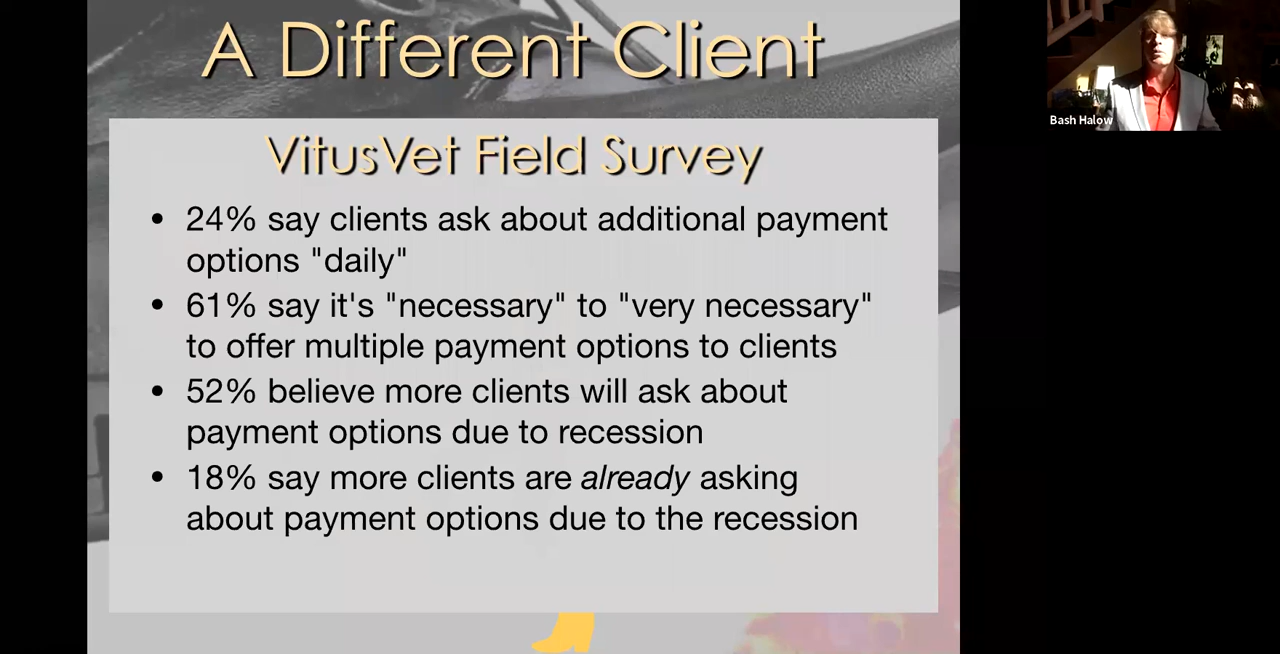 A Different Client
VitusVet Field Survey
• 24% say clients ask about additional payment
options "daily"
• 61% say it's "necessary" to "very necessary"
to offer multiple payment options to clients
• 52% believe more clients will ask about
payment options due to recession
• 18% say more clients are already asking
about payment options due to the recession
Bash Halow